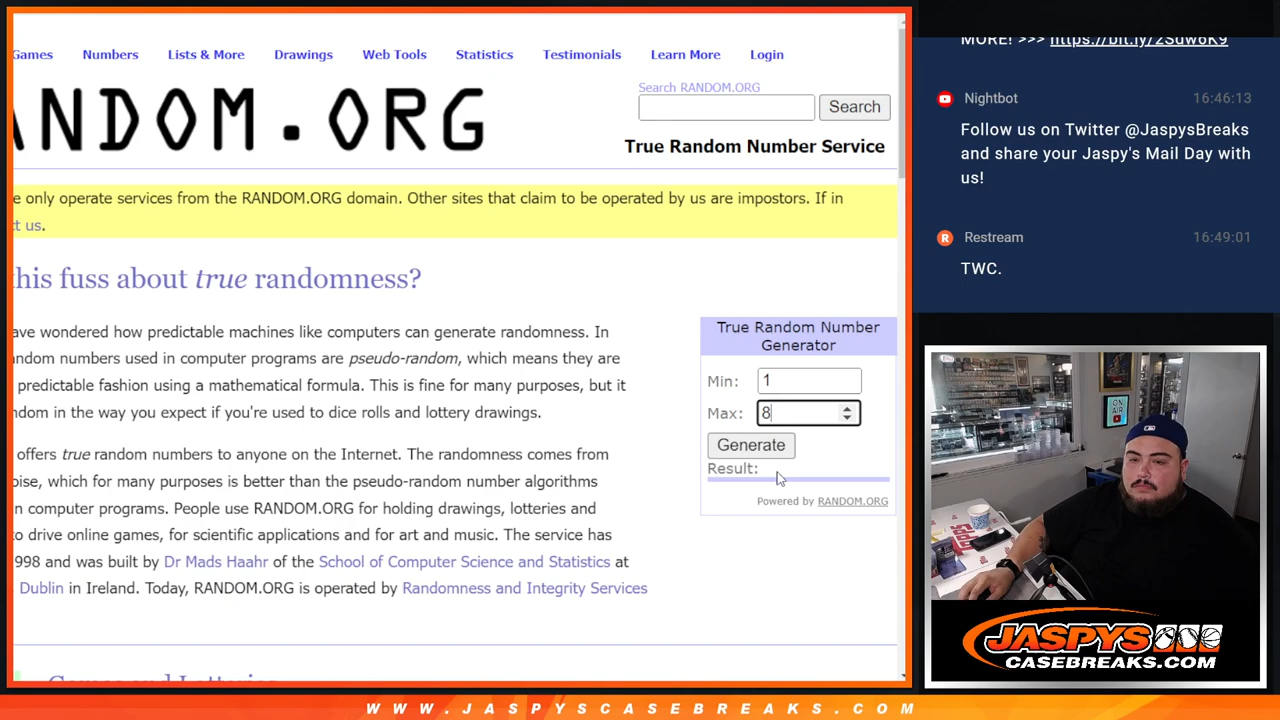 Games Numbers Lists & More Drawings Web Tools Statistics Testimonials Learn More Login
Search RANDOM.ORG
ANDOM.ORG
Search
True Random Number Service
e only operate services from the RANDOM.ORG domain. Other sites that claim to be operated by us are impostors. If in
ct us.
this fuss about true randomness?
ave wondered how predictable machines like computers can generate randomness. In
ndom numbers used in computer programs are pseudo-random, which means they are
predictable fashion using a mathematical formula. This is fine for many purposes, but it
ndom in the way you expect if you're used to dice rolls and lottery drawings.
offers true random numbers to anyone on the Internet. The randomness comes from
oise, which for many purposes is better than the pseudo-random number algorithms
n computer programs. People use RANDOM.ORG for holding drawings, lotteries and
o drive online games, for scientific applications and for art and music. The service has
998 and was built by Dr Mads Haahr of the School of Computer Science and Statistics at
Dublin in Ireland. Today, RANDOM.ORG is operated by Randomness and Integrity Services
True Random Number
Generator
Min: 1
Max: 8
Generate
Result:
Powered by RANDOM.ORG
Games and Lotteries
MORE! >>> https://bit.ly/2Sdw6K9
Nightbot 16:46:13
Follow us on Twitter @JaspysBreaks
and share your Jaspy's Mail Day with
us!
Restream 16:49:01
TWC.
ON
AIR
JASPYS
CASEBREAKS.COM
WWW.JASPYSCASEBREAKS.COM